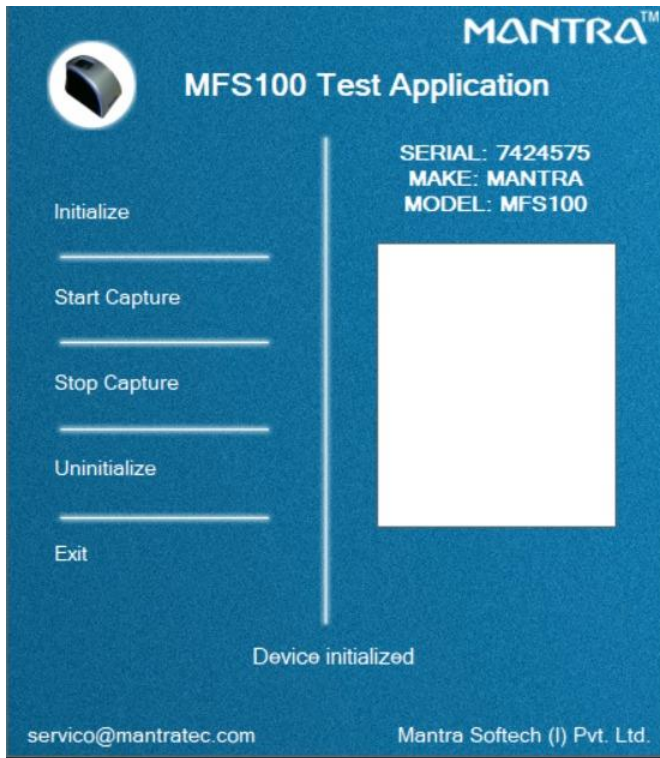 MANTRA™
MFS100 Test Application
SERIAL: 7424575
MAKE: MANTRA
MODEL: MFS100
Initialize
Start Capture
Stop Capture
Uninitialize
Exit
Device initialized
servico@mantratec.com
Mantra Softech (I) Pvt. Ltd.